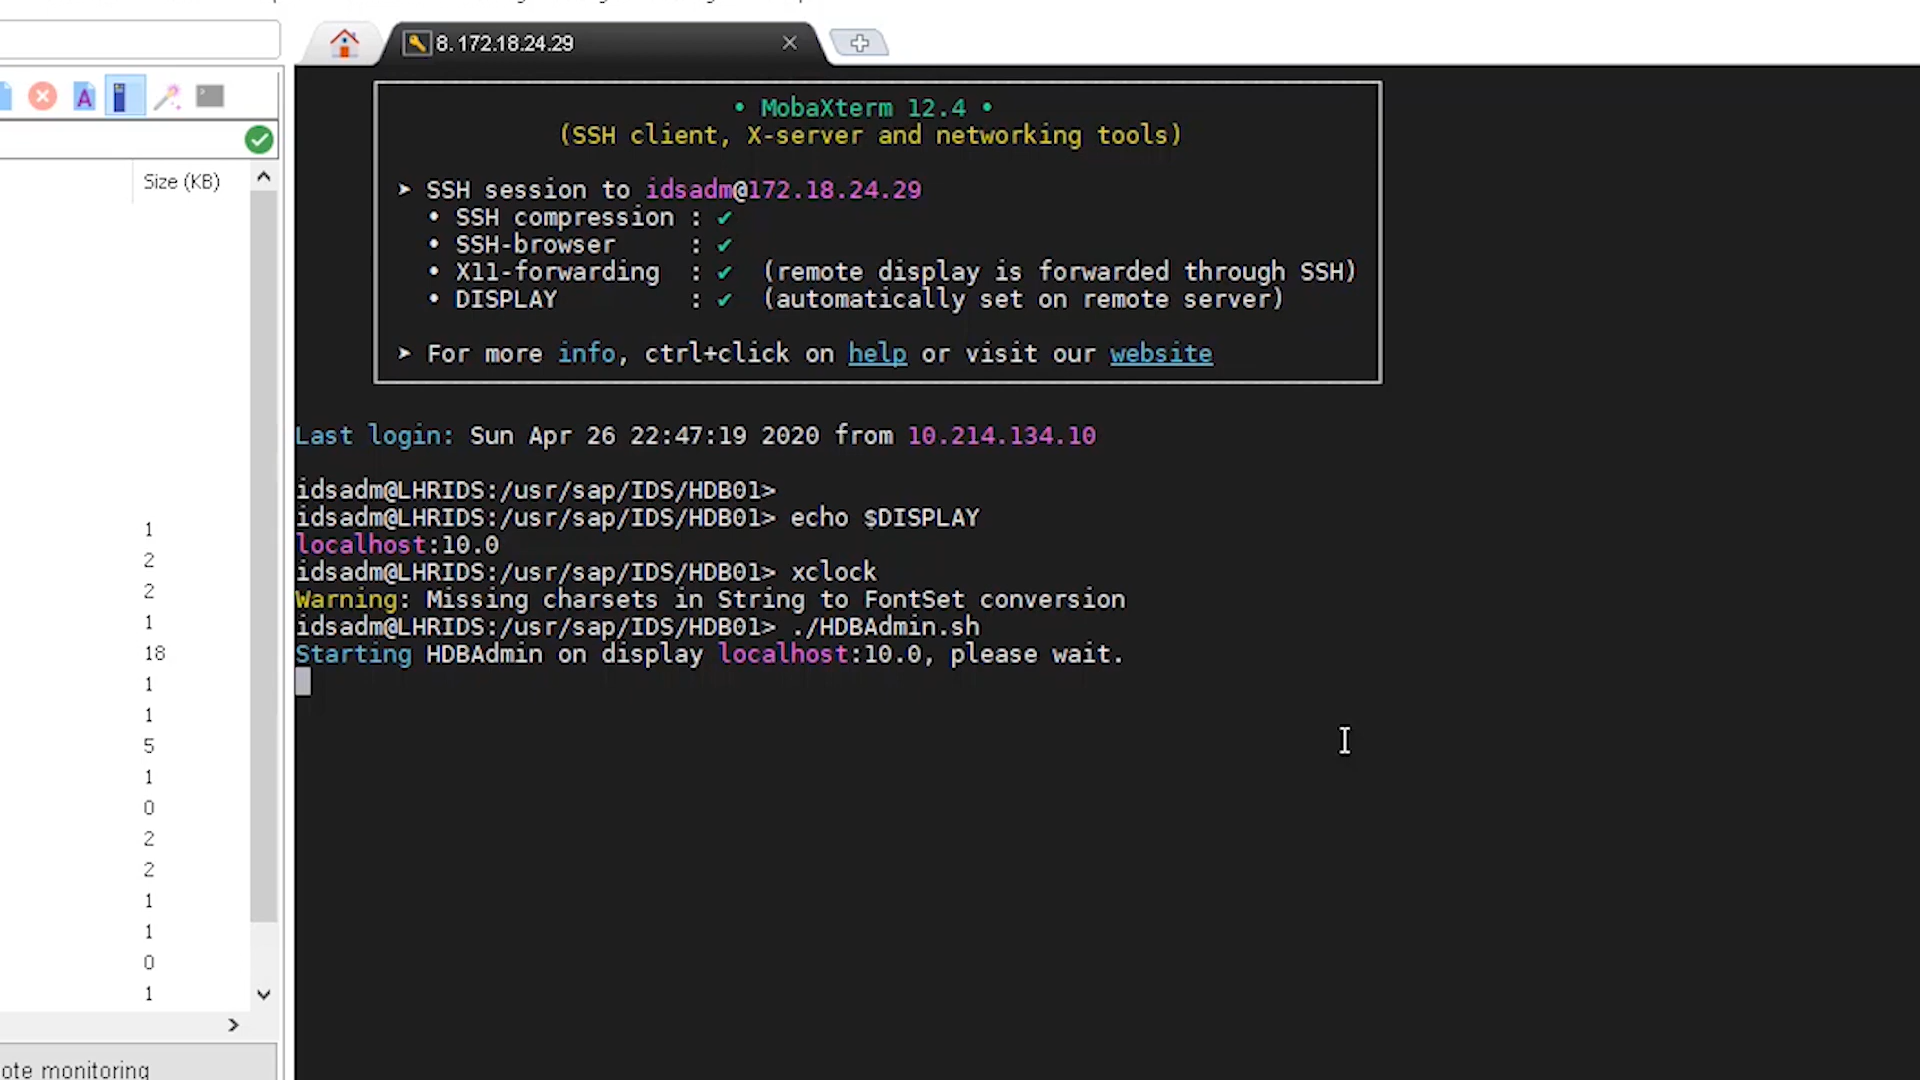 8. 172.18.24.29
Size (KB)
• MobaXterm 12.4 •
(SSH client, X-server and networking tools)
➤ SSH session to idsadm@172.18.24.29
• SSH compression : ✔
• SSH-browser : ✔
• X11-forwarding : ✔ (remote display is forwarded through SSH)
• DISPLAY : ✔ (automatically set on remote server)
➤ For more info, ctrl+click on help or visit our website
Last login: Sun Apr 26 22:47:19 2020 from 10.214.134.10
idsadm@LHRIDS:/usr/sap/IDS/HDB01>
idsadm@LHRIDS:/usr/sap/IDS/HDB01> echo $DISPLAY
localhost:10.0
idsadm@LHRIDS:/usr/sap/IDS/HDB01> xclock
Warning: Missing charsets in String to FontSet conversion
idsadm@LHRIDS:/usr/sap/IDS/HDB01> ./HDBAdmin.sh
Starting HDBAdmin on display localhost:10.0, please wait.
1
2
2
1
18
1
1
5
1
0
2
2
1
1
0
1
ote monitoring